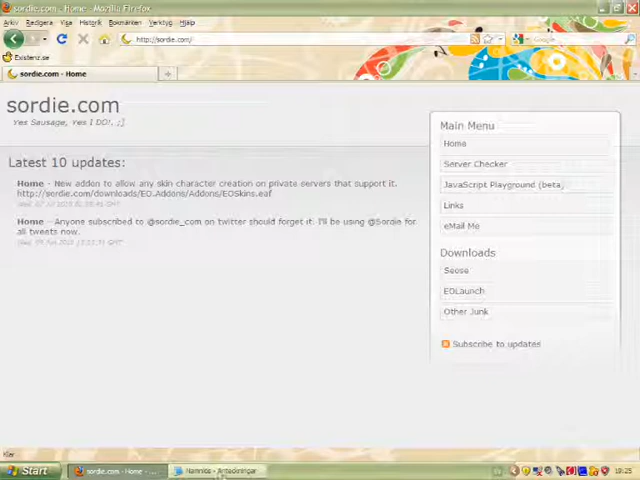 sordie.com - Home - Mozilla Firefox
Arkiv Redigera Visa Historik Bokmärken Verktyg Hjälp
http://sordie.com/
Google
Existenz.se
sordie.com - Home
sordie.com
Yes Sausage, Yes I DO!. ;]
Main Menu
Home
Server Checker
JavaScript Playground (beta)
Links
eMail Me
Downloads
Seose
EOLaunch
Other Junk
Subscribe to updates
Latest 10 updates:
Home - New addon to allow any skin character creation on private servers that support it.
http://sordie.com/downloads/EO.Addons/Addons/EOSkins.eaf
Home - Anyone subscribed to @sordie_com on twitter should forget it. I'll be using @Sordie for
all tweets now.
Klar
Start
sordie.com - Home - ...
Anteckningar
19:25